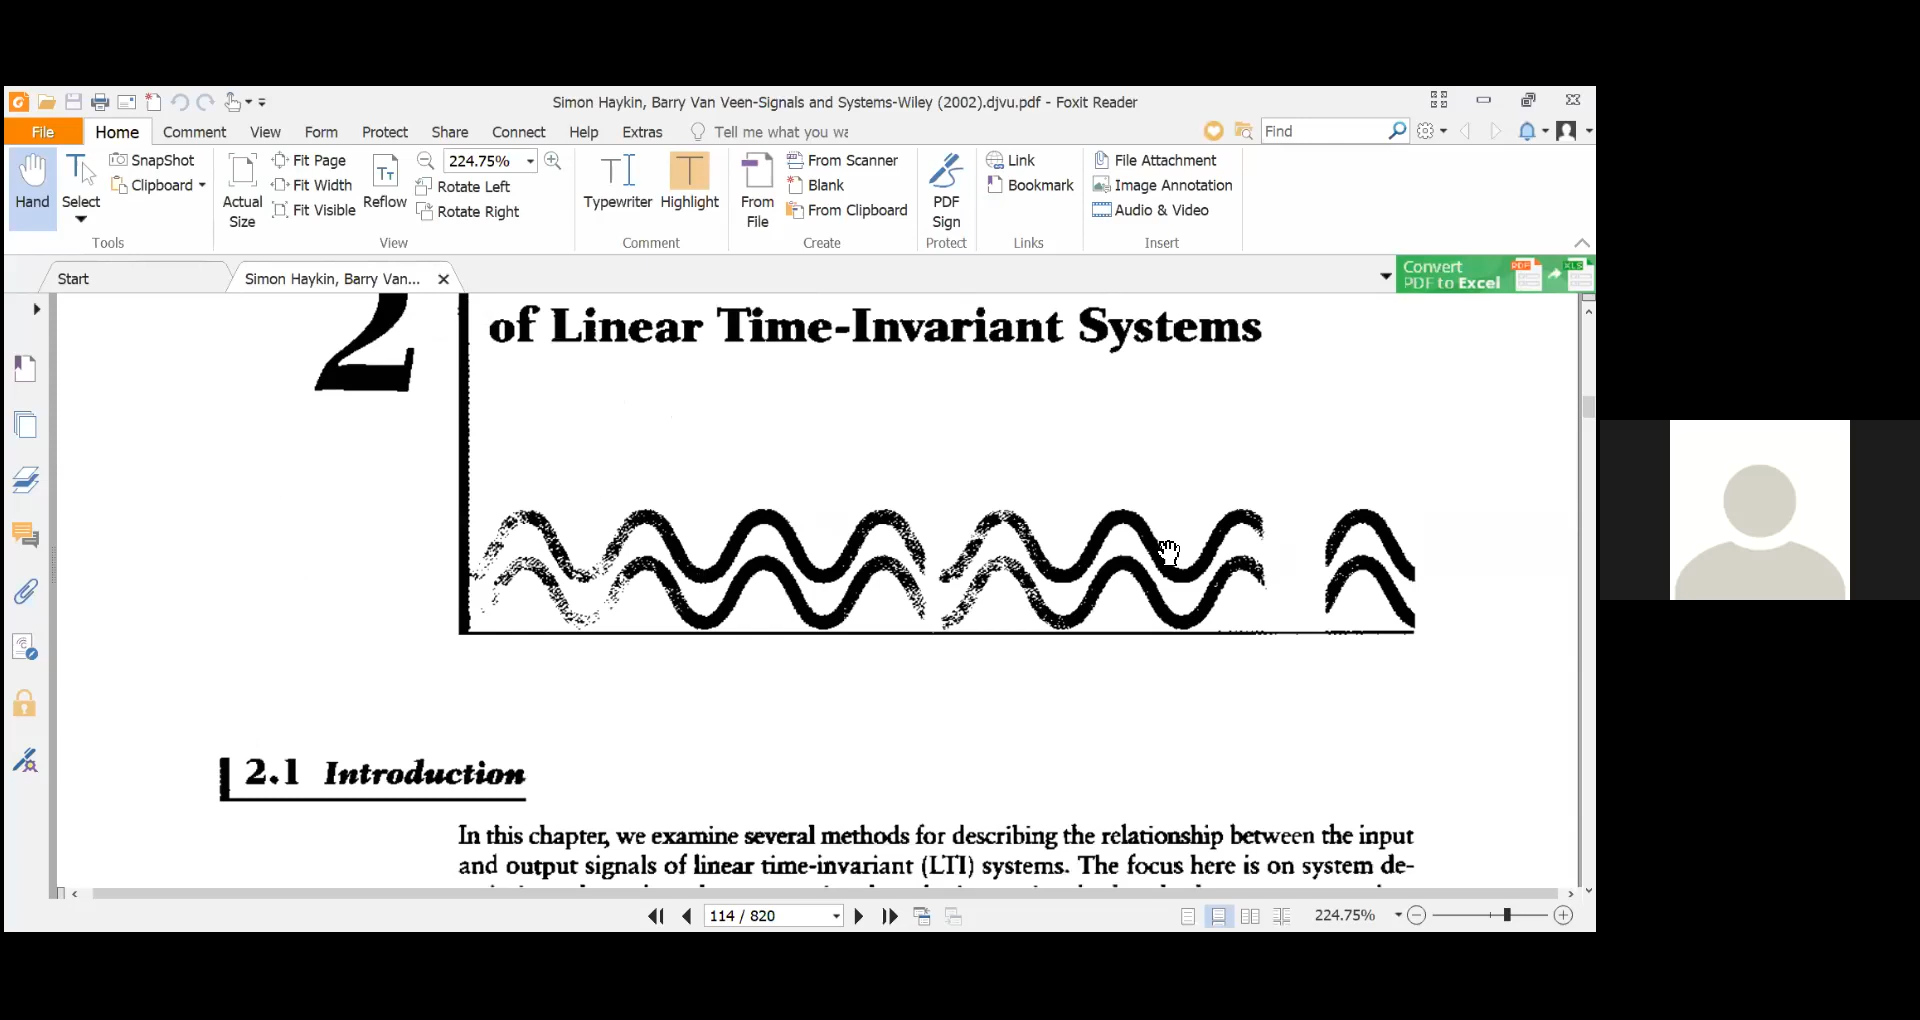 Simon Haykin, Barry Van Veen-Signals and Systems-Wiley (2002).djvu.pdf - Foxit Reader
File Home Comment View Form Protect Share Connect Help Extras Tell me what you wa Find
Hand Select SnapShot Clipboard Actual Size Fit Page Fit Width Fit Visible Reflow 224.75% Rotate Left Rotate Right Typewriter Highlight From File From Scanner Blank From Clipboard PDF Sign Link Bookmark File Attachment Image Annotation Audio & Video
Tools View Comment Create Protect Links Insert
Start Simon Haykin, Barry Van... Convert PDF to Excel
2 of Linear Time-Invariant Systems
2.1 Introduction
In this chapter, we examine several methods for describing the relationship between the input
and output signals of linear time-invariant (LTI) systems. The focus here is on system de-
114 / 820 224.75%